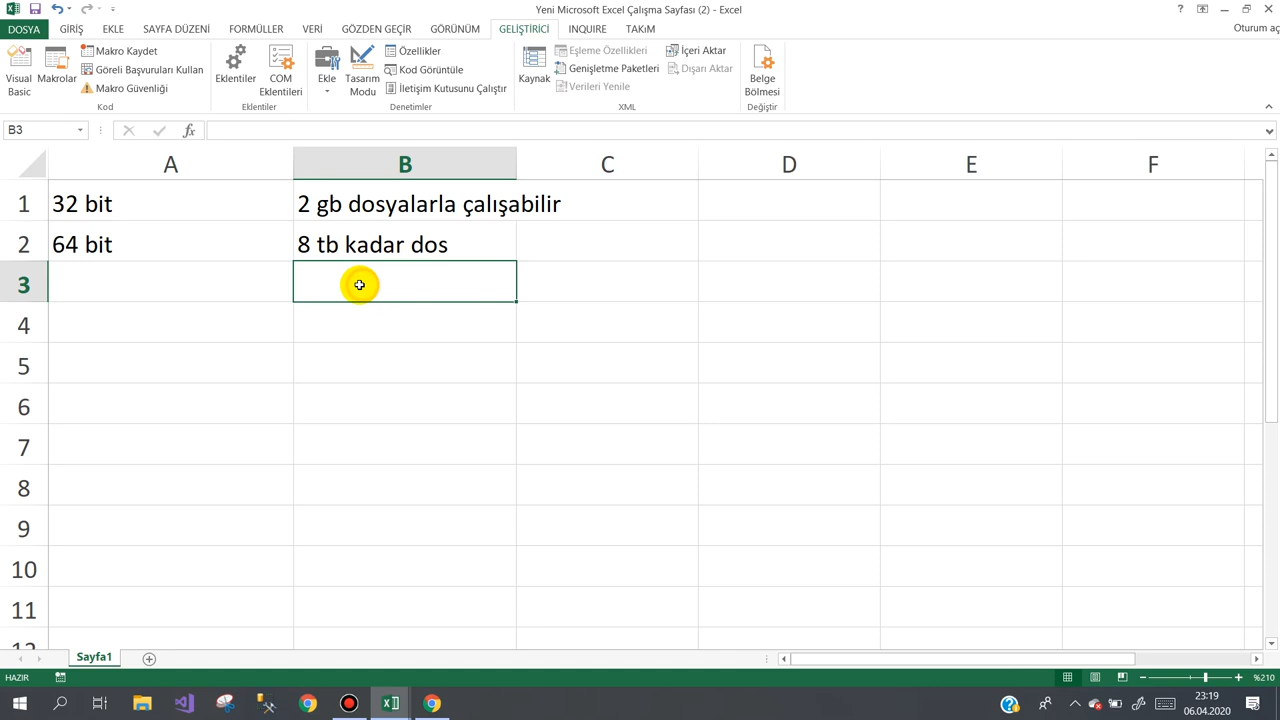 Yeni Microsoft Excel Çalışma Sayfası (2) - Excel
DOSYA GİRİŞ EKLE SAYFA DÜZENİ FORMÜLLER VERİ GÖZDEN GEÇİR GÖRÜNÜM GELİŞTİRİCİ INQUIRE TAKIM Oturum aç
Visual Basic
Makrolar
Makro Kaydet
Göreli Başvuruları Kullan
Makro Güvenliği
Kod
Eklentiler
COM Eklentileri
Eklentiler
Ekle
Tasarım Modu
Özellikler
Kod Görüntüle
İletişim Kutusunu Çalıştır
Denetimler
Kaynak
Eşleme Özellikleri
Genişletme Paketleri
Verileri Yenile
İçeri Aktar
Dışarı Aktar
XML
Belge Bölmesi
Değiştir
B3 fx
A B C D E F
1 32 bit 2 gb dosyalarla çalışabilir
2 64 bit 8 tb kadar dos
3
4
5
6
7
8
9
10
11
12
Sayfa1
HAZIR %210
23:19
06.04.2020